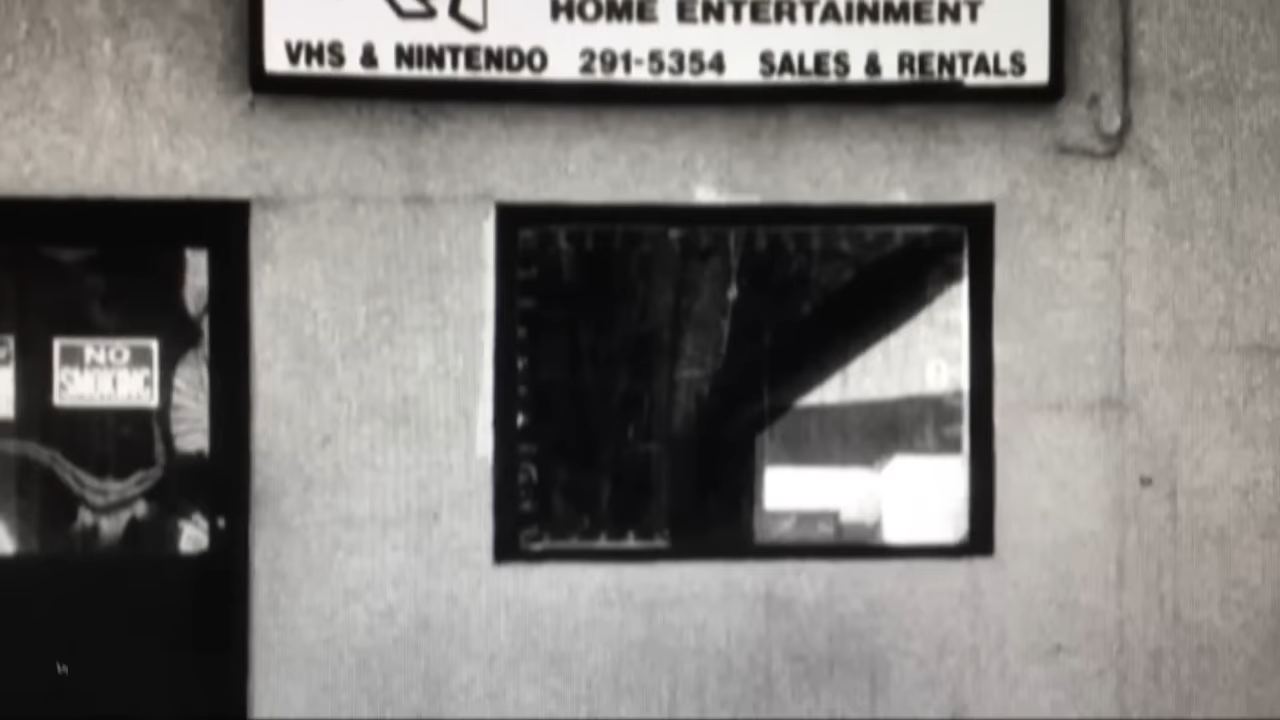 HOME ENTERTAINMENT
VHS & NINTENDO 291-5354 SALES & RENTALS
NO
SMOKING